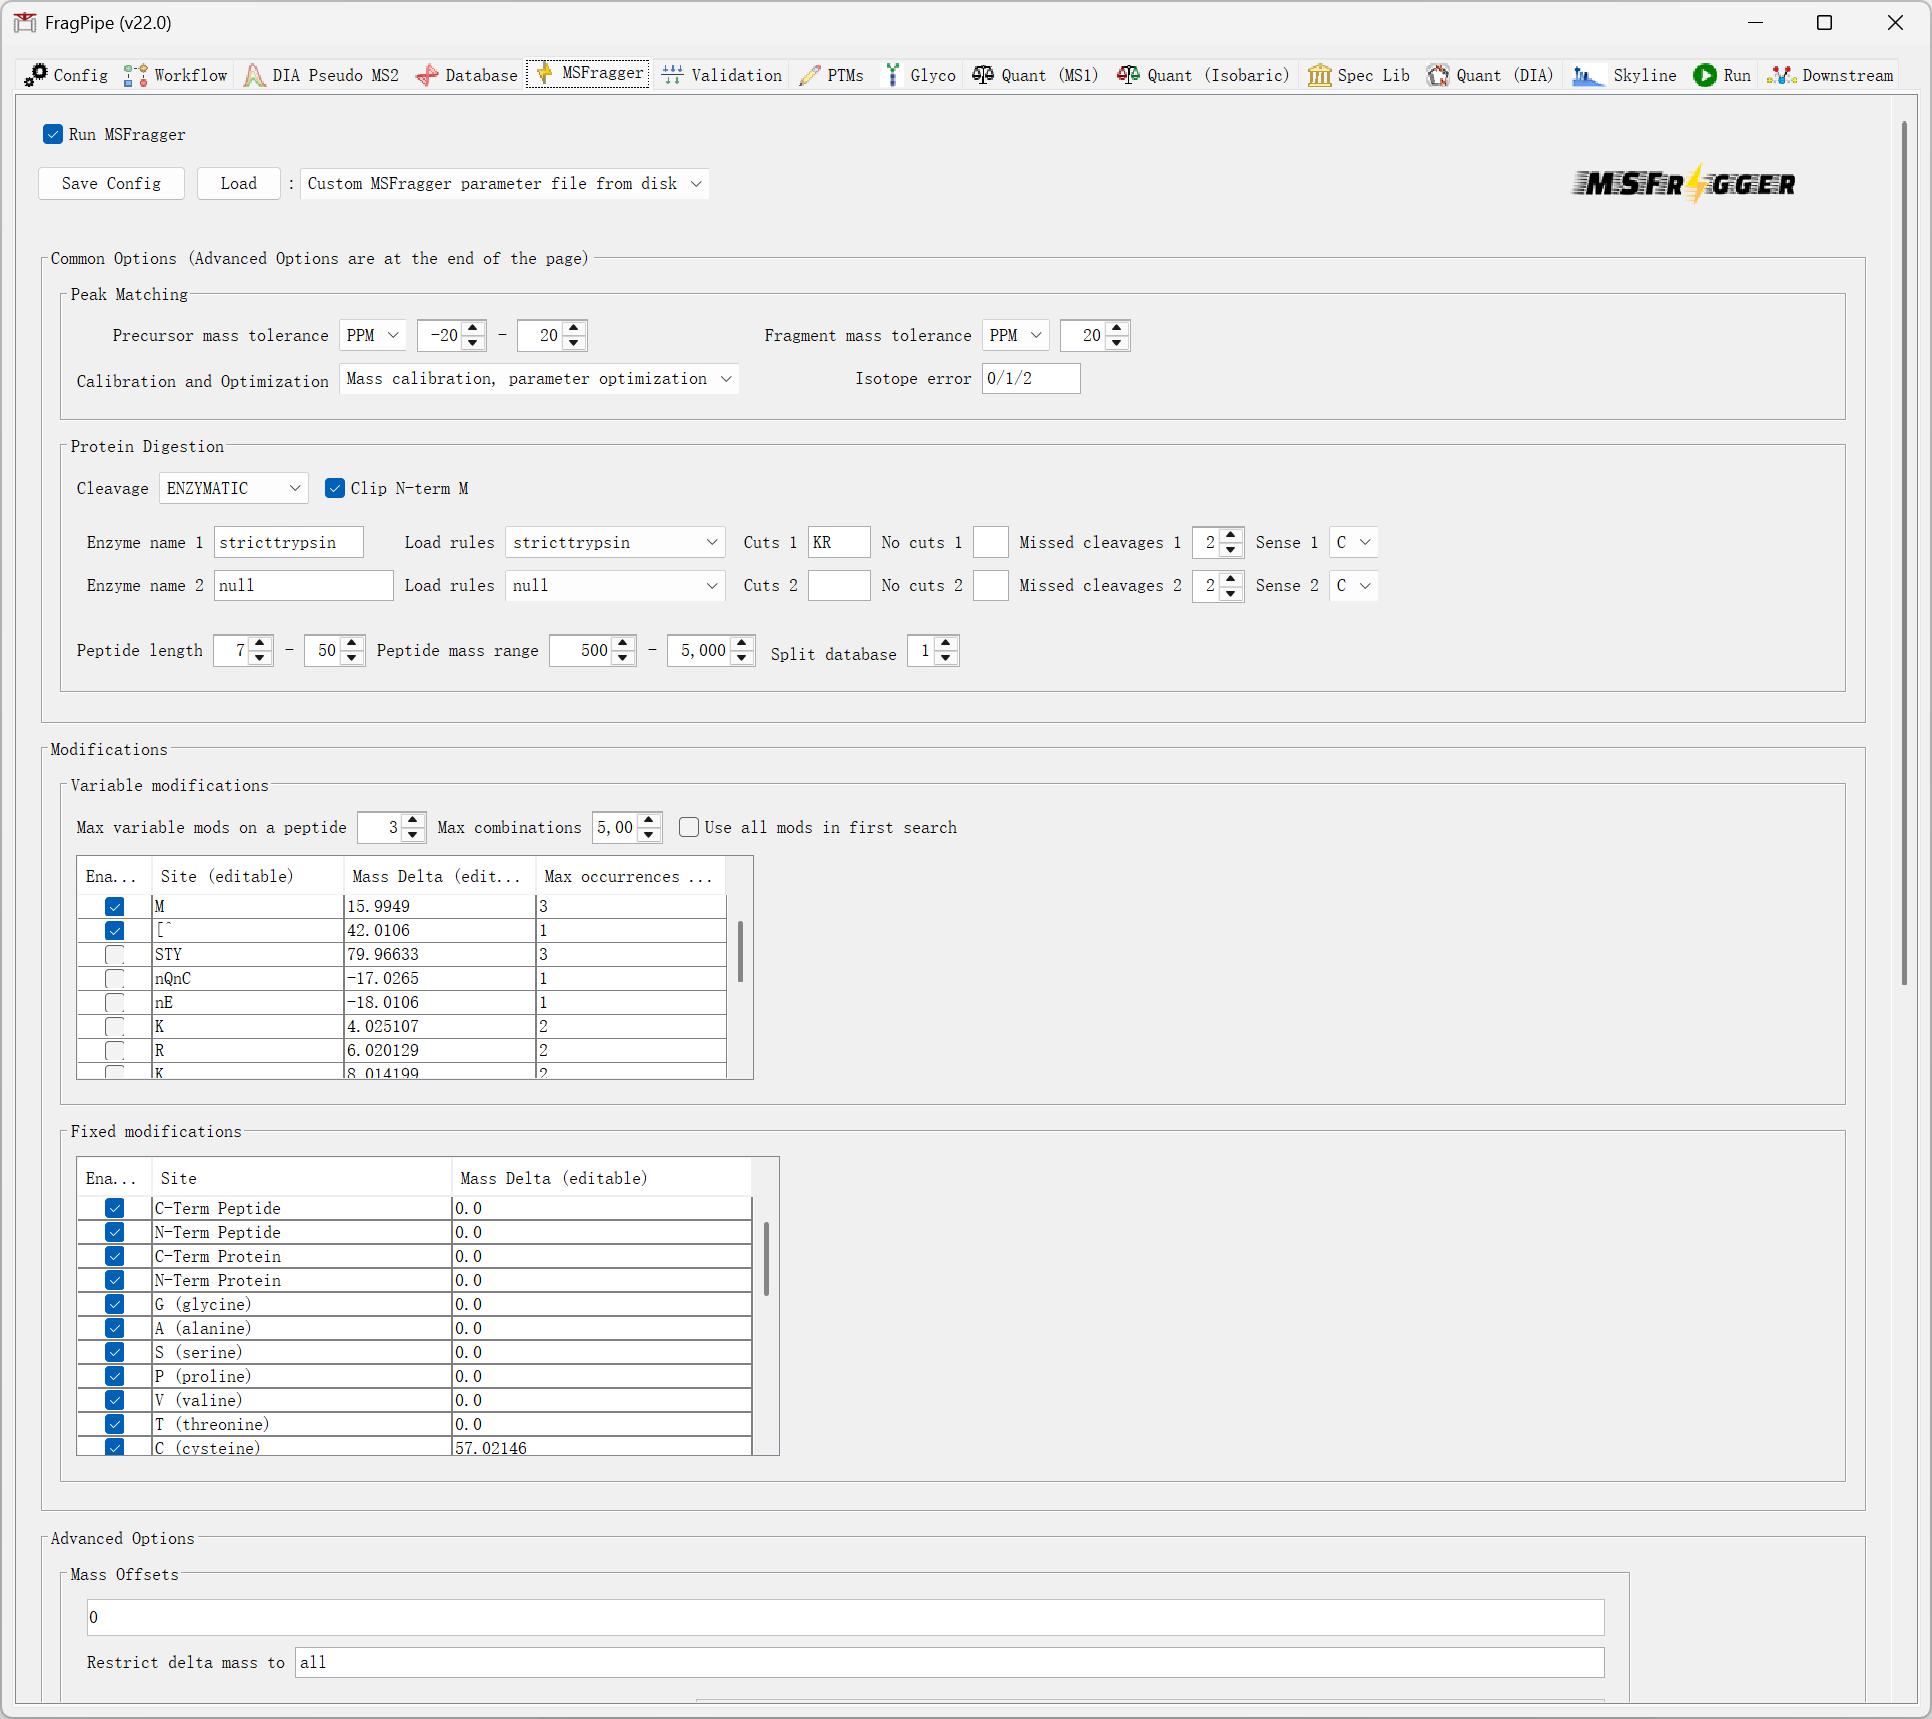 FragPipe (v22.0)
Config Workflow DIA Pseudo MS2 Database MSFragger Validation PTMs Glyco Quant (MS1) Quant (Isobaric) Spec Lib Quant (DIA) Skyline Run Downstream
Run MSFragger
Save Config Load : Custom MSFragger parameter file from disk
MSFragger
Common Options (Advanced Options are at the end of the page)
Peak Matching
Precursor mass tolerance PPM -20 - 20 Fragment mass tolerance PPM 20
Calibration and Optimization Mass calibration, parameter optimization Isotope error 0/1/2
Protein Digestion
Cleavage ENZYMATIC Clip N-term M
Enzyme name 1 stricttrypsin Load rules stricttrypsin Cuts 1 KR No cuts 1 Missed cleavages 1 2 Sense 1 C
Enzyme name 2 null Load rules null Cuts 2 No cuts 2 Missed cleavages 2 2 Sense 2 C
Peptide length 7 - 50 Peptide mass range 500 - 5,000 Split database 1
Modifications
Variable modifications
Max variable mods on a peptide 3 Max combinations 5,00 Use all mods in first search
Ena... Site (editable) Mass Delta (edit... Max occurrences ...
M 15.9949 3
[^ 42.0106 1
STY 79.96633 3
nQnC -17.0265 1
nE -18.0106 1
K 4.025107 2
R 6.020129 2
K 8.014199 2
Fixed modifications
Ena... Site Mass Delta (editable)
C-Term Peptide 0.0
N-Term Peptide 0.0
C-Term Protein 0.0
N-Term Protein 0.0
G (glycine) 0.0
A (alanine) 0.0
S (serine) 0.0
P (proline) 0.0
V (valine) 0.0
T (threonine) 0.0
C (cysteine) 57.02146
Advanced Options
Mass Offsets
0
Restrict delta mass to all